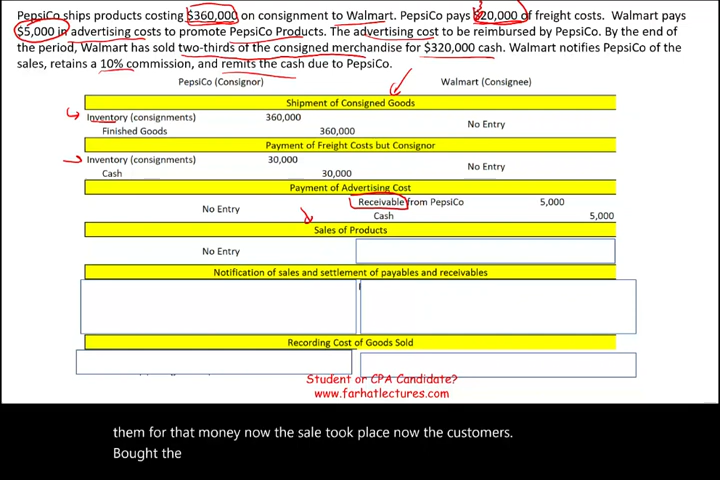 PepsiCo ships products costing $360,000 on consignment to Walmart. PepsiCo pays $20,000 of freight costs. Walmart pays
$5,000 in advertising costs to promote PepsiCo Products. The advertising cost to be reimbursed by PepsiCo. By the end of
the period, Walmart has sold two-thirds of the consigned merchandise for $320,000 cash. Walmart notifies PepsiCo of the
sales, retains a 10% commission, and remits the cash due to PepsiCo.
PepsiCo (Consignor) Walmart (Consignee)
Shipment of Consigned Goods
Inventory (consignments) 360,000
No Entry
Finished Goods 360,000
Payment of Freight Costs but Consignor
Inventory (consignments) 30,000
No Entry
Cash 30,000
Payment of Advertising Cost
Receivable from PepsiCo 5,000
No Entry
Cash 5,000
Sales of Products
No Entry
Notification of sales and settlement of payables and receivables
Recording Cost of Goods Sold
Student or CPA Candidate?
www.farhatlectures.com
them for that money now the sale took place now the customers.
Bought the